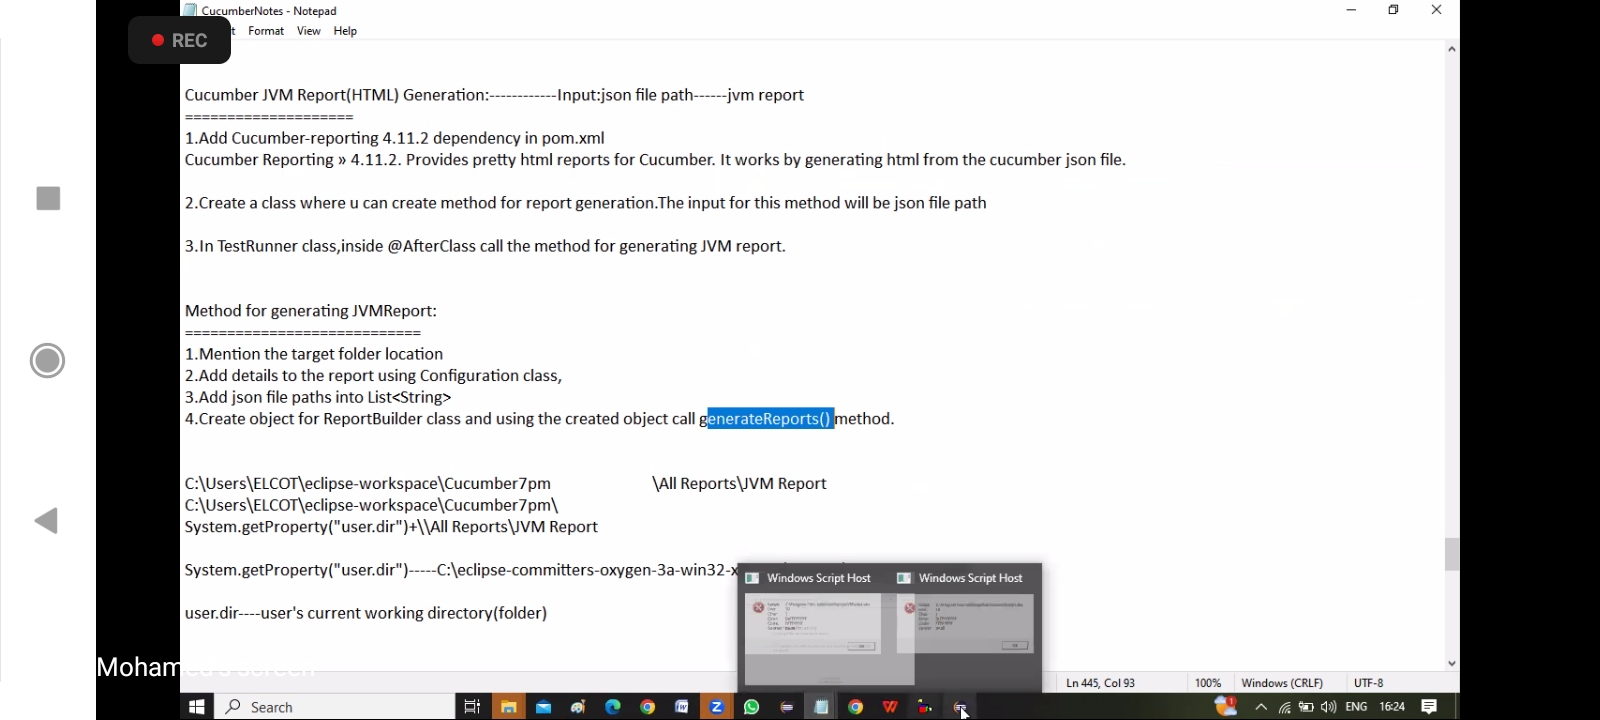 CucumberNotes - Notepad
REC
Format View Help
Cucumber JVM Report(HTML) Generation:------------Input:json file path------jvm report
====================
1.Add Cucumber-reporting 4.11.2 dependency in pom.xml
Cucumber Reporting » 4.11.2. Provides pretty html reports for Cucumber. It works by generating html from the cucumber json file.
2.Create a class where u can create method for report generation.The input for this method will be json file path
3.In TestRunner class,inside @AfterClass call the method for generating JVM report.
Method for generating JVMReport:
============================
1.Mention the target folder location
2.Add details to the report using Configuration class,
3.Add json file paths into List<String>
4.Create object for ReportBuilder class and using the created object call generateReports() method.
C:\Users\ELCOT\eclipse-workspace\Cucumber7pm \All Reports\JVM Report
C:\Users\ELCOT\eclipse-workspace\Cucumber7pm\
System.getProperty("user.dir")+\\All Reports\JVM Report
System.getProperty("user.dir")-----C:\eclipse-committers-oxygen-3a-win32-x
Windows Script Host Windows Script Host
user.dir----user's current working directory(folder)
Mohamed's screen
Ln 445, Col 93 100% Windows (CRLF) UTF-8
Search
ENG 16:24